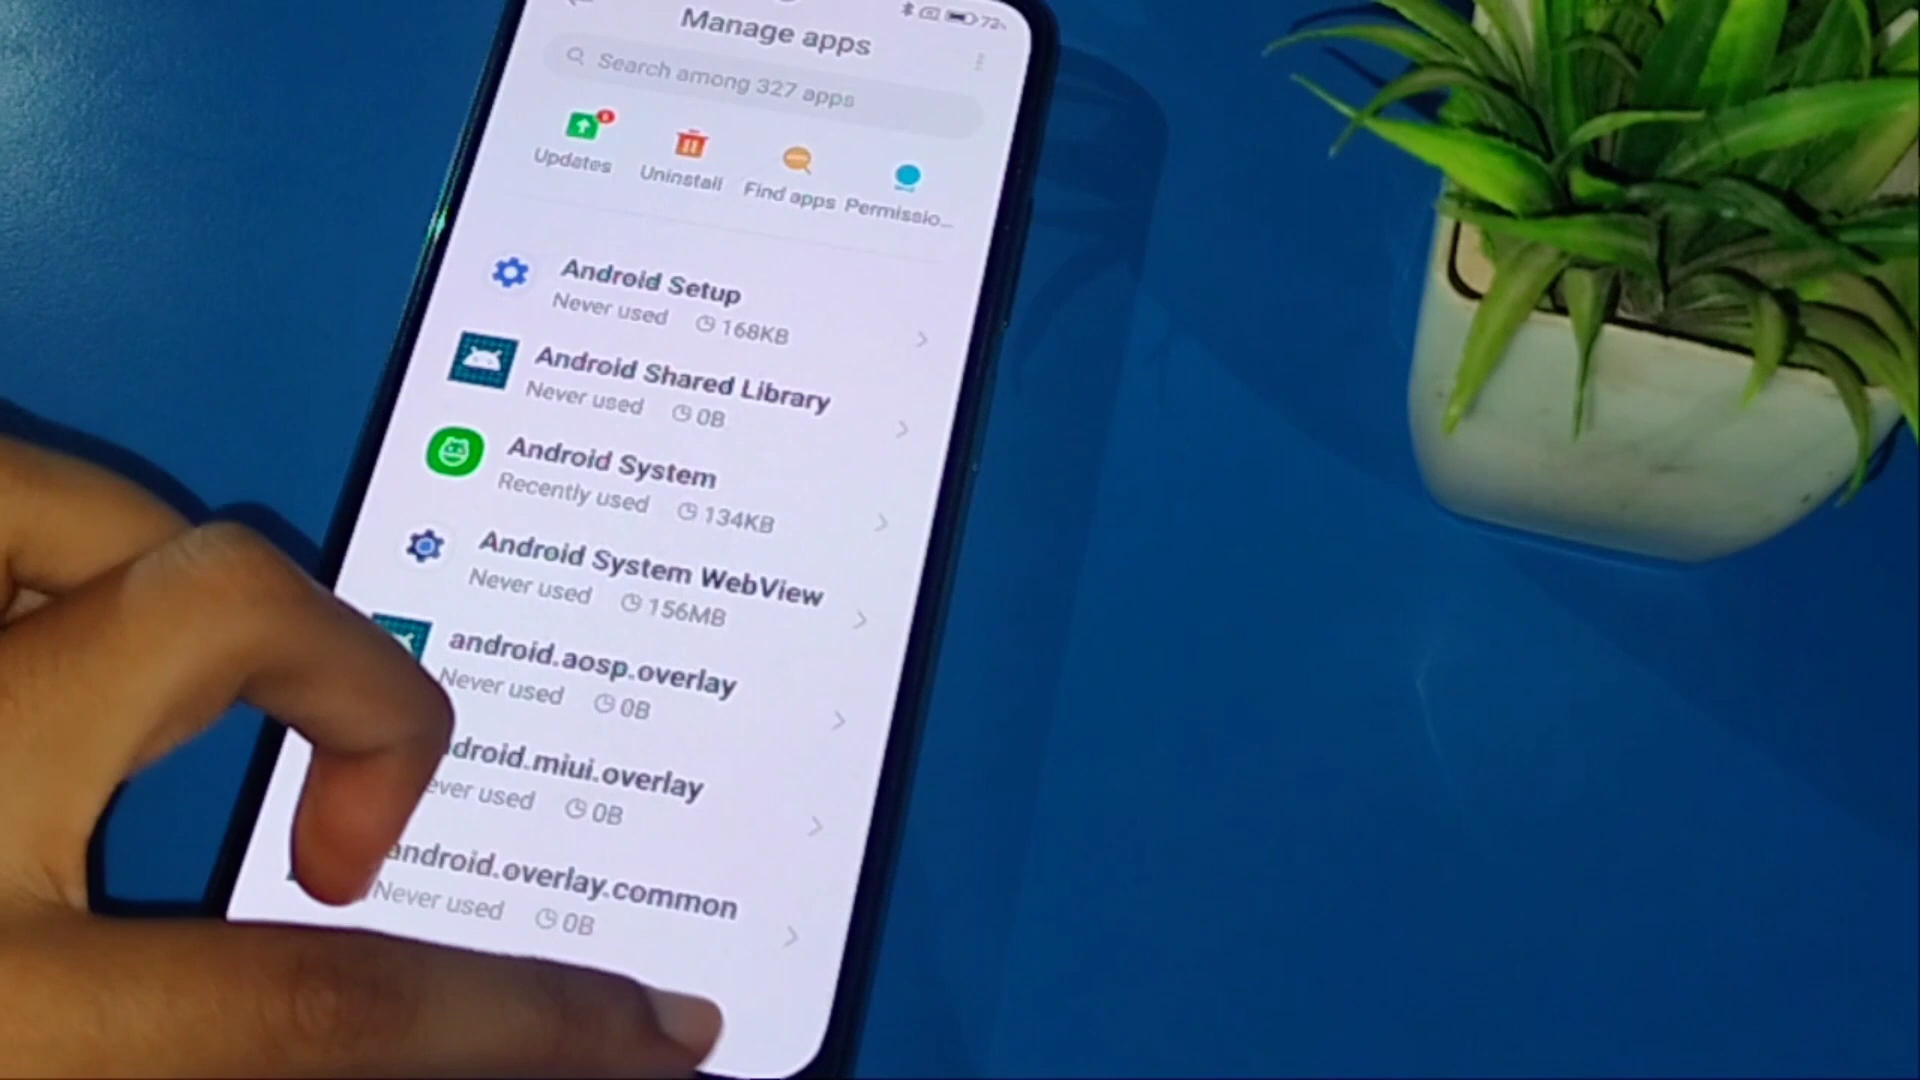 72
Manage apps
Search among 327 apps
Updates
Uninstall
Find apps
Permissio...
Android Setup
Never used 168KB
Android Shared Library
Never used 0B
Android System
Recently used 134KB
Android System WebView
Never used 156MB
android.aosp.overlay
Never used 0B
droid.miui.overlay
ever used 0B
android.overlay.common
Never used 0B